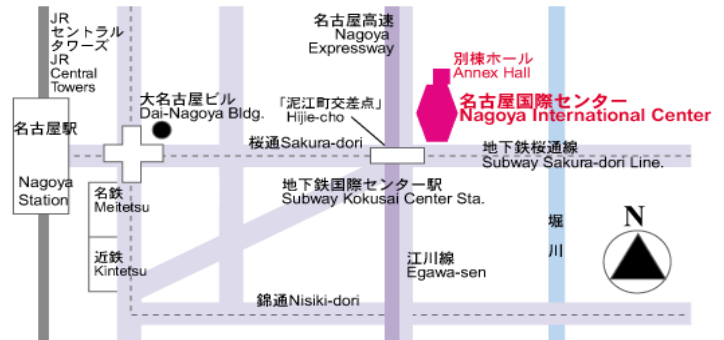 JR
セントラル
タワーズ
JR
Central
Towers
名古屋高速
Nagoya
Expressway
別棟ホール
Annex Hall
名古屋国際センター
Nagoya International Center
大名古屋ビル
Dai-Nagoya Bldg.
「泥江町交差点」
Hijie-cho
名古屋駅
Nagoya
Station
桜通Sakura-dori
地下鉄桜通線
Subway Sakura-dori Line.
地下鉄国際センター駅
Subway Kokusai Center Sta.
名鉄
Meitetsu
近鉄
Kintetsu
江川線
Egawa-sen
堀
川
N
錦通Nisiki-dori